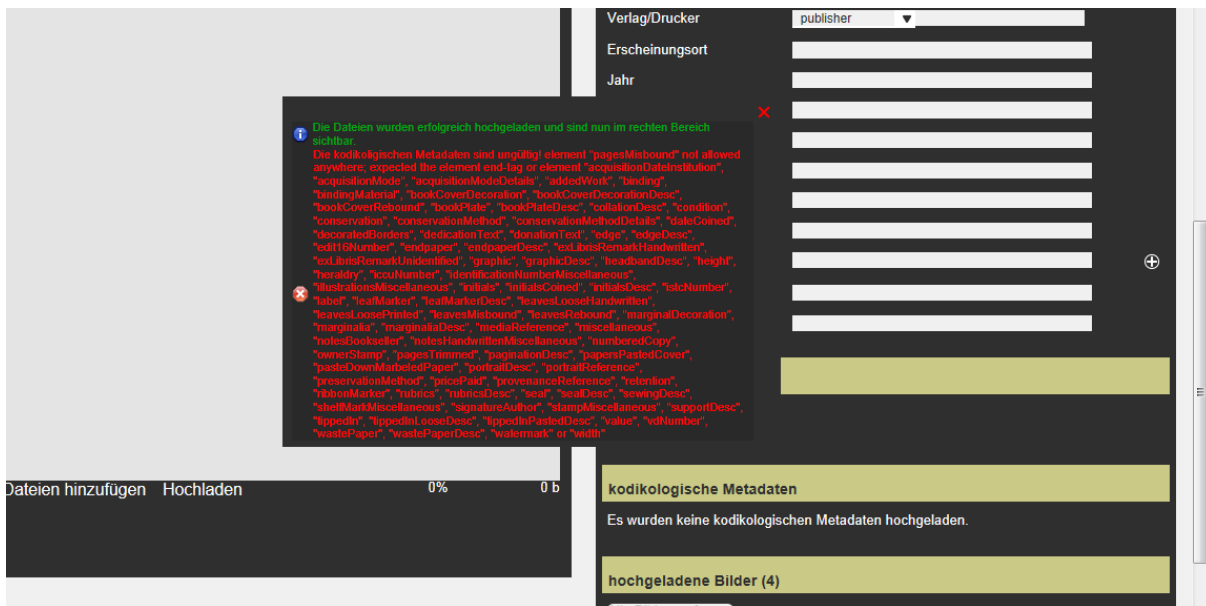 Verlag/Drucker
publisher
Erscheinungsort
Jahr
Die Dateien wurden erfolgreich hochgeladen und sind nun im rechten Bereich
sichtbar.
Die kodikoligischen Metadaten sind ungültig! element "pagesMisbound" not allowed
anywhere; expected the element end-tag or element "acquisitionDateInstitution",
"acquisitionMode", "acquisitionModeDetails", "addedWork", "binding",
"bindingMaterial", "bookCoverDecoration", "bookCoverDecorationDesc",
"bookCoverRebound", "bookPlate", "bookPlateDesc", "collationDesc", "condition",
"conservation", "conservationMethod", "conservationMethodDetails", "dateCoined",
"decoratedBorders", "dedicationText", "donationText", "edge", "edgeDesc",
"edit16Number", "endpaper", "endpaperDesc", "exLibrisRemarkHandwritten",
"exLibrisRemarkUnidentified", "graphic", "graphicDesc", "headbandDesc", "height",
"heraldry", "iccuNumber", "identificationNumberMiscellaneous",
"illustrationsMiscellaneous", "initials", "initialsCoined", "initialsDesc", "istcNumber",
"label", "leafMarker", "leafMarkerDesc", "leavesLooseHandwritten",
"leavesLoosePrinted", "leavesMisbound", "leavesRebound", "marginalDecoration",
"marginalia", "marginaliaDesc", "mediaReference", "miscellaneous",
"notesBookseller", "notesHandwrittenMiscellaneous", "numberedCopy",
"ownerStamp", "pagesTrimmed", "paginationDesc", "papersPastedCover",
"pasteDownMarbeledPaper", "portraitDesc", "portraitReference",
"preservationMethod", "pricePaid", "provenanceReference", "retention",
"ribbonMarker", "rubrics", "rubricsDesc", "seal", "sealDesc", "sewingDesc",
"shelfMarkMiscellaneous", "signatureAuthor", "stampMiscellaneous", "supportDesc",
"tippedIn", "tippedInLooseDesc", "tippedInPastedDesc", "value", "vdNumber",
"wastePaper", "wastePaperDesc", "watermark" or "width"
Dateien hinzufügen Hochladen 0% 0 b
kodikologische Metadaten
Es wurden keine kodikologischen Metadaten hochgeladen.
hochgeladene Bilder (4)